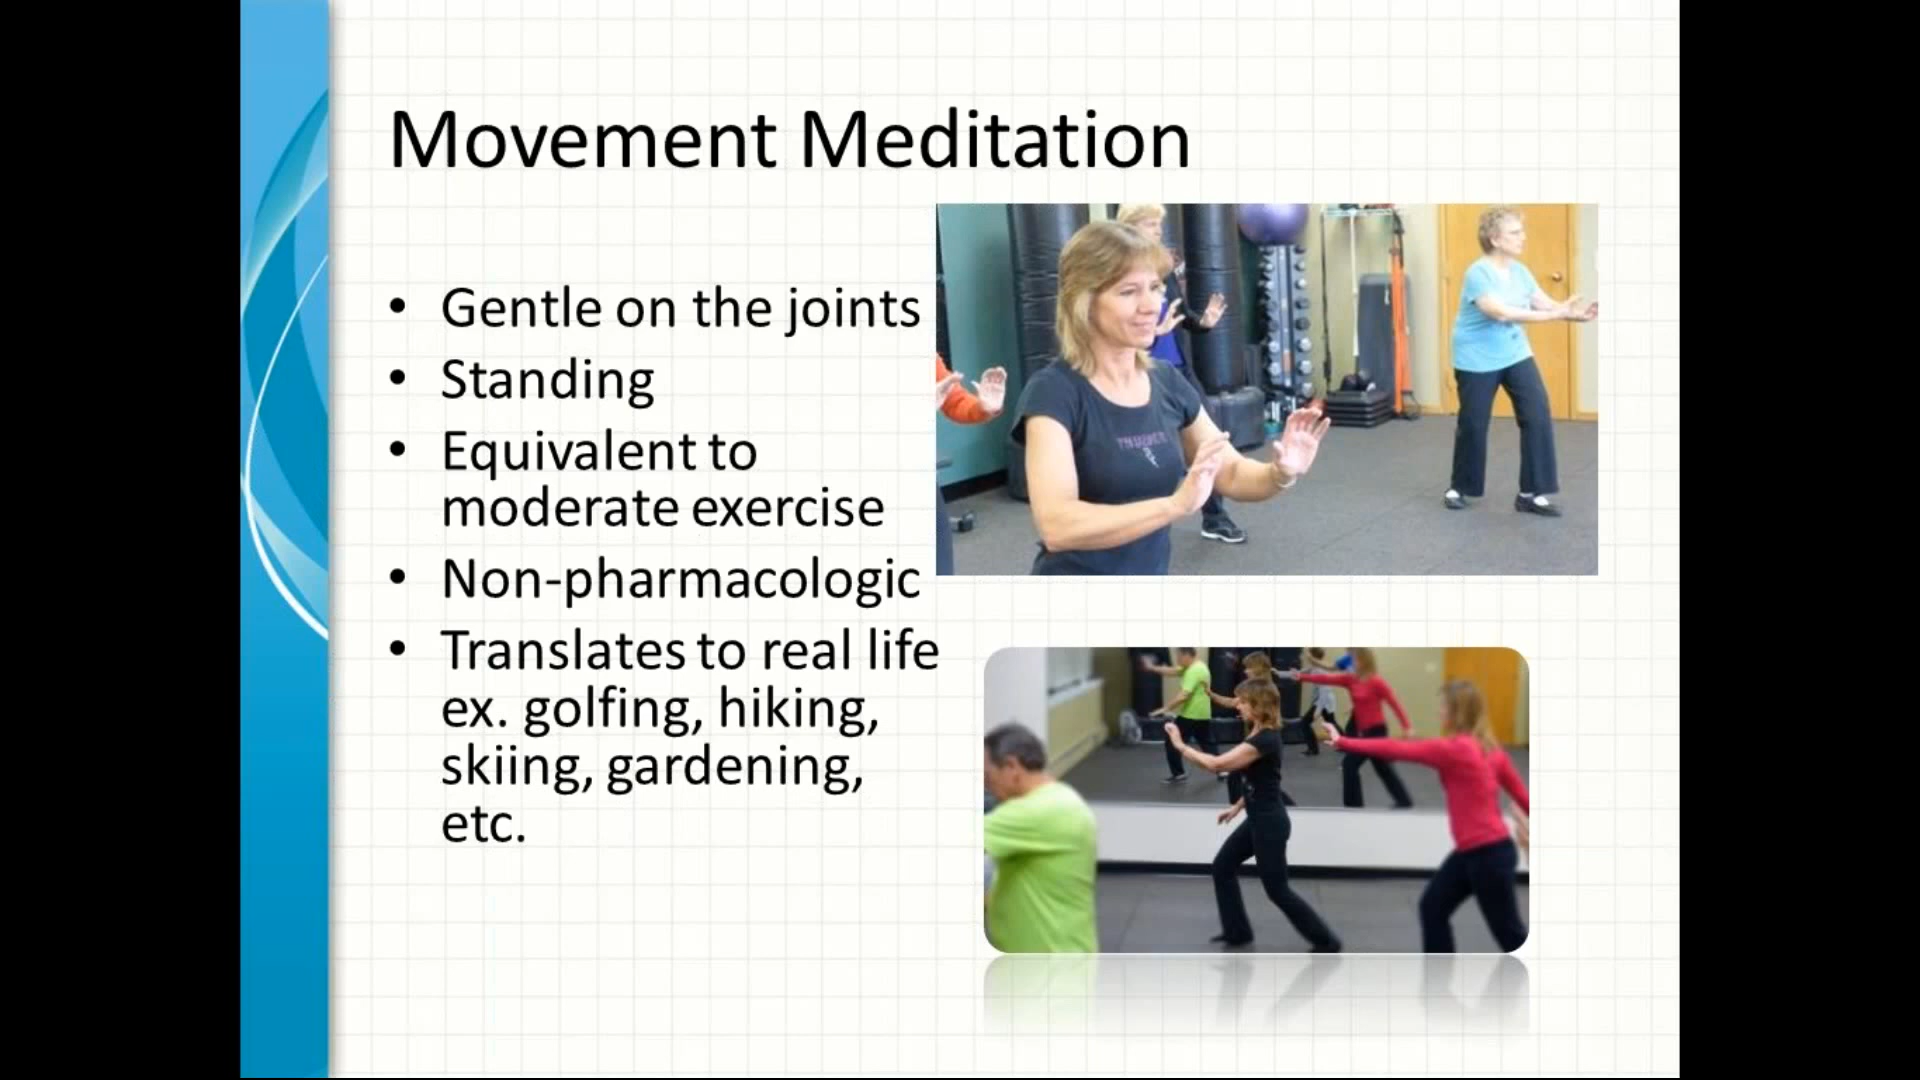 Movement Meditation
• Gentle on the joints
• Standing
• Equivalent to
moderate exercise
• Non-pharmacologic
• Translates to real life
ex. golfing, hiking,
skiing, gardening,
etc.